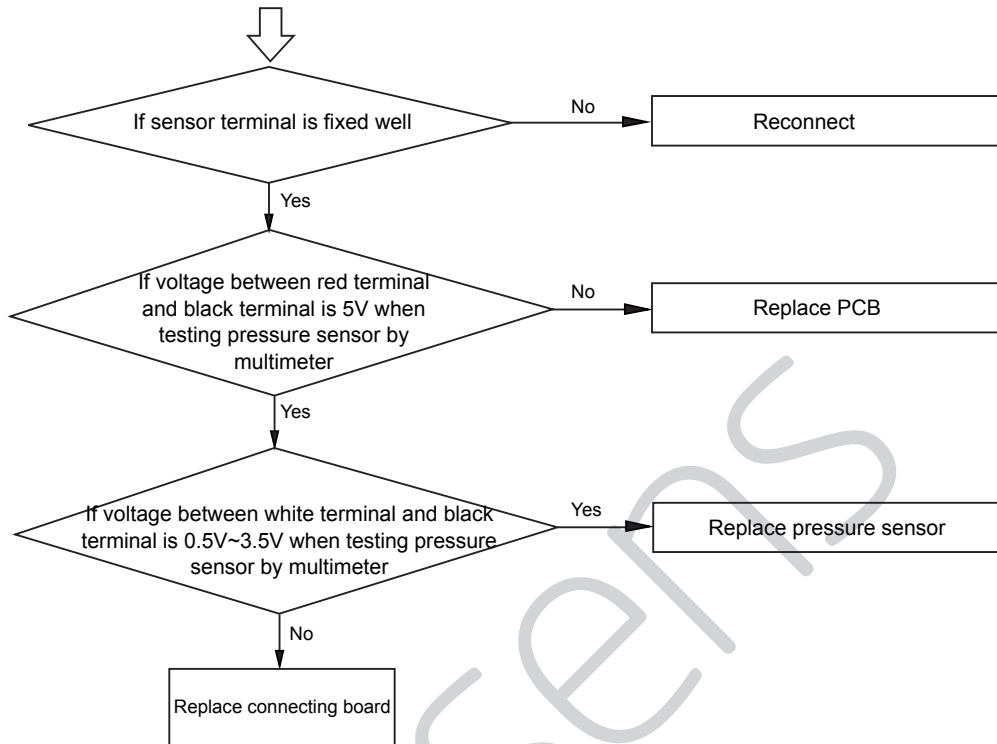 If sensor terminal is fixed well
No
Reconnect
Yes
If voltage between red terminal
and black terminal is 5V when
testing pressure sensor by
multimeter
No
Replace PCB
Yes
If voltage between white terminal and black
terminal is 0.5V~3.5V when testing pressure
sensor by multimeter
Yes
Replace pressure sensor
No
Replace connecting board